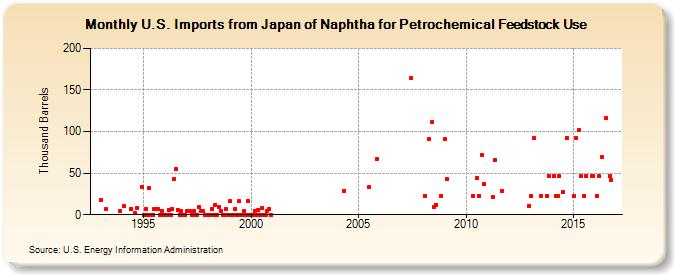 Monthly U.S. Imports from Japan of Naphtha for Petrochemical Feedstock Use
Thousand Barrels
200
150
100
50
0
1995 2000 2005 2010 2015
Source: U.S. Energy Information Administration